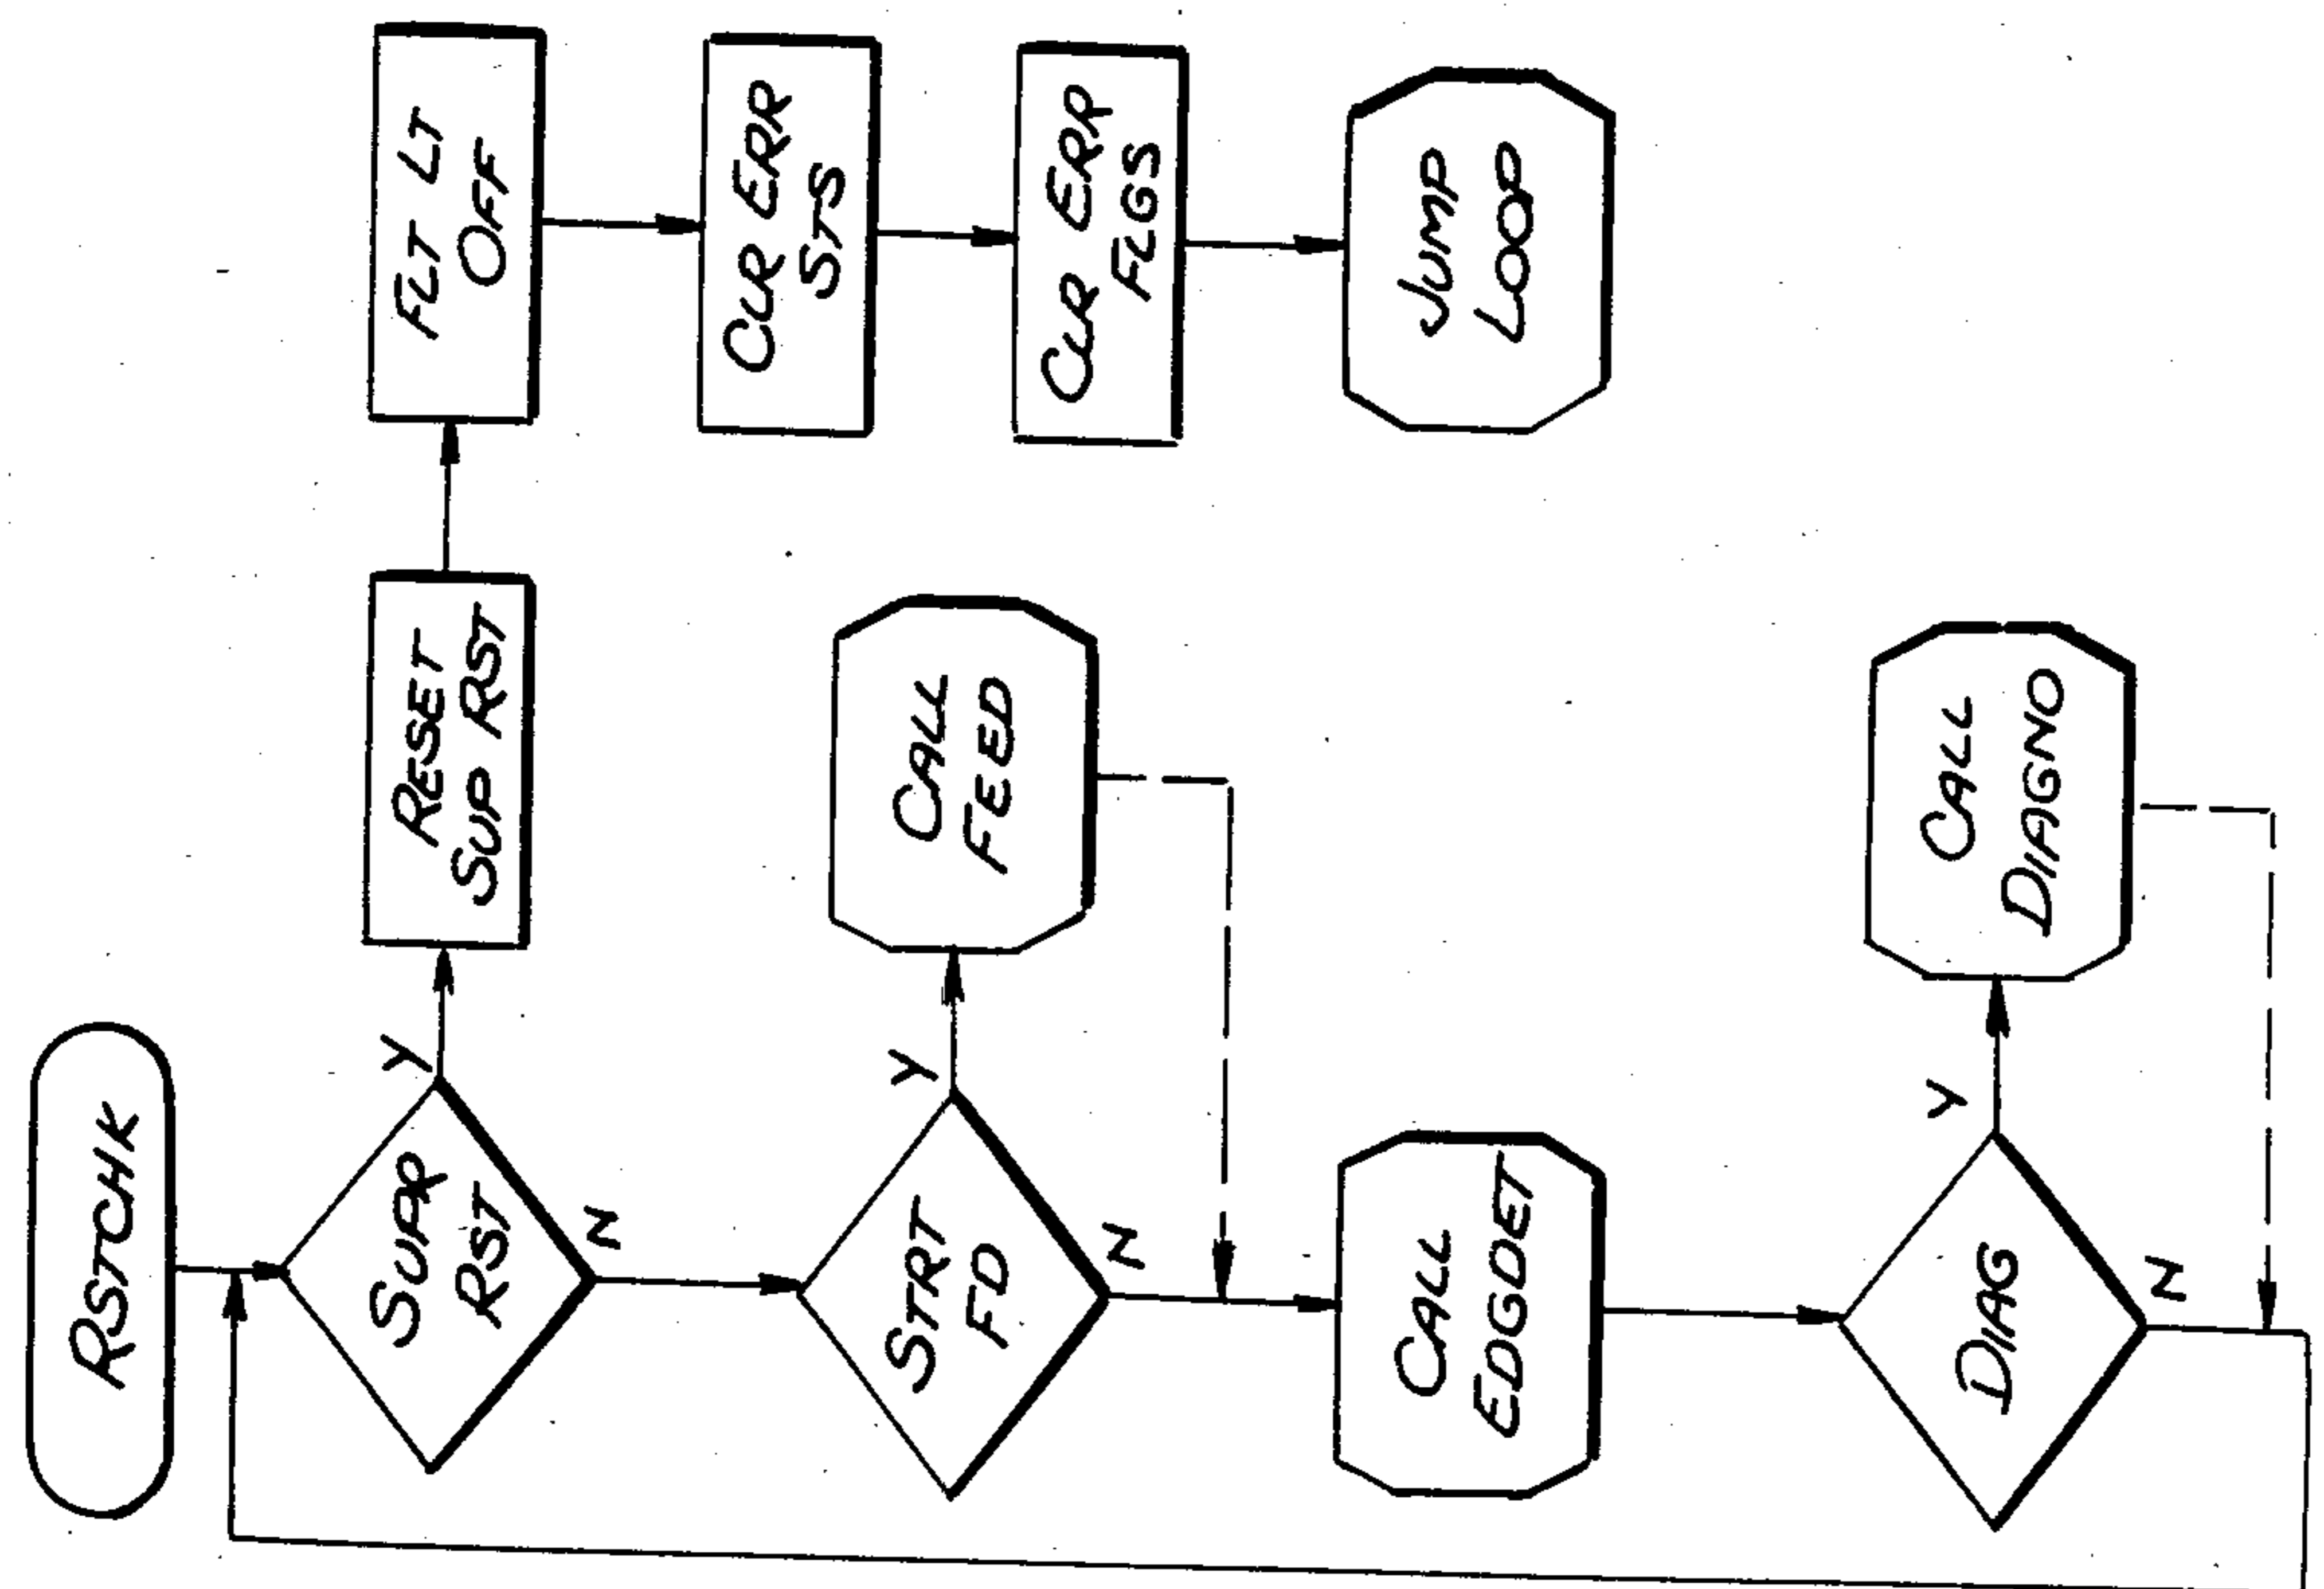 RSTCHK
SUPR
RST
Y
N
RESET
SUP RST
FLT LT
OFF
CLR ERR
STS
CLR ERR
FLGS
JUMP
LOOP
STRT
FD
Y
N
CALL
FEED
CALL
EDGDET
DIAG
Y
N
CALL
DIAGNO